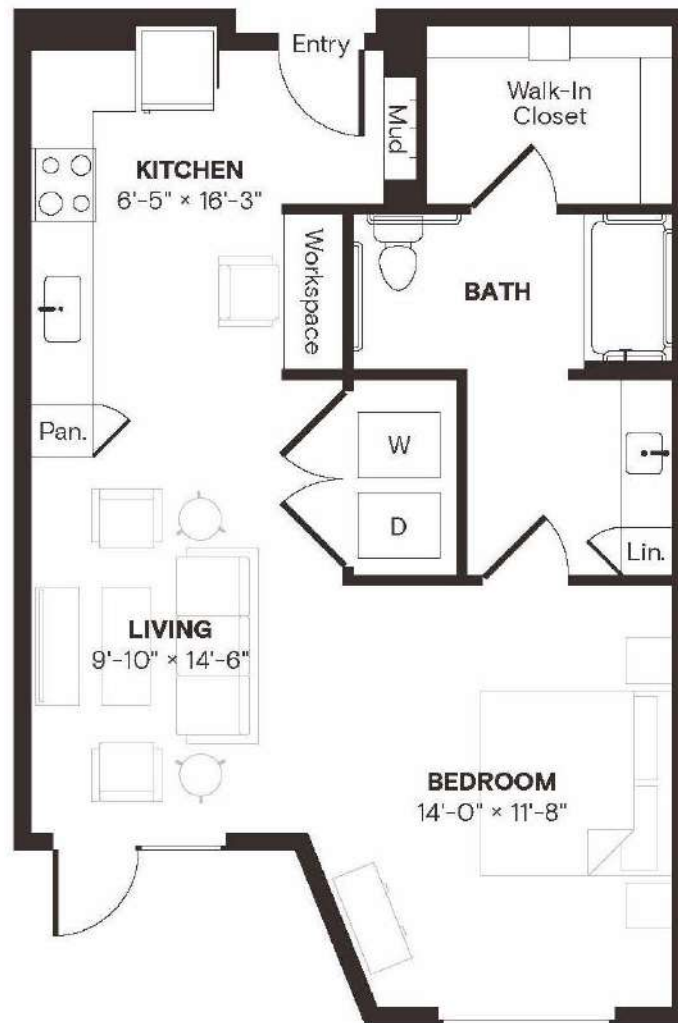 Entry
Walk-In
Closet
Mud
KITCHEN
6'-5" × 16'-3"
Workspace
BATH
Pan.
W
D
Lin.
LIVING
9'-10" × 14'-6"
BEDROOM
14'-0" × 11'-8"